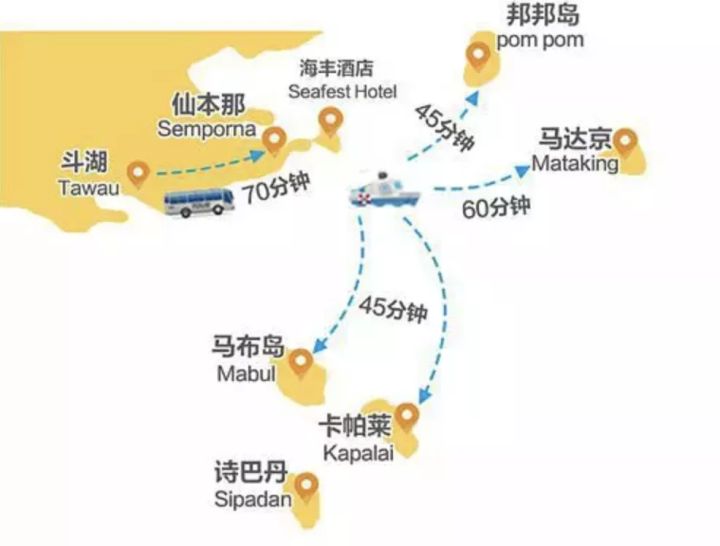 邦邦岛
pom pom
海丰酒店
Seafest Hotel
仙本那
Semporna
45分钟
马达京
Mataking
斗湖
Tawau
70分钟
60分钟
45分钟
马布岛
Mabul
卡帕莱
Kapalai
诗巴丹
Sipadan